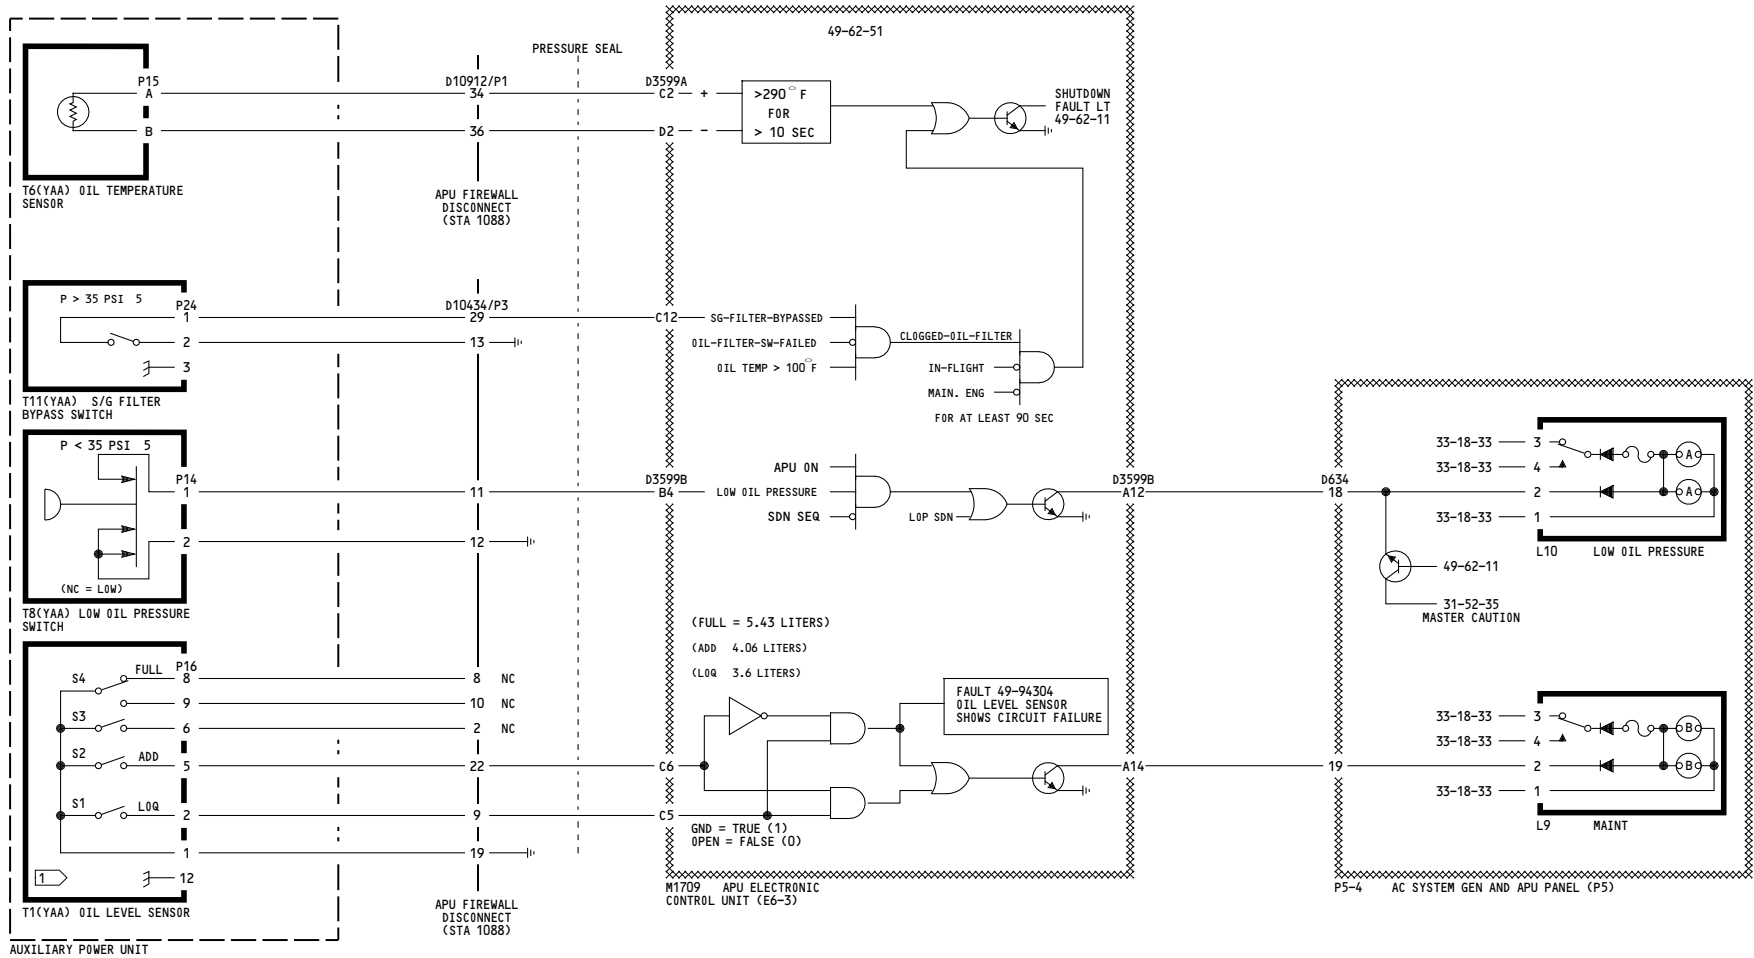 49-62-51
PRESSURE SEAL
P15
A
B
D10912/P1
34
36
D3599A
C2 +
D2 -
>290°F
FOR
> 10 SEC
SHUTDOWN
FAULT LT
49-62-11
T6(YAA) OIL TEMPERATURE
SENSOR
APU FIREWALL
DISCONNECT
(STA 1088)
P > 35 PSI 5
P24
1
2
3
D10434/P3
29
13
C12
SG-FILTER-BYPASSED
OIL-FILTER-SW-FAILED
OIL TEMP > 100°F
CLOGGED-OIL-FILTER
IN-FLIGHT
MAIN. ENG
FOR AT LEAST 90 SEC
T11(YAA) S/G FILTER
BYPASS SWITCH
P < 35 PSI 5
P14
1
2
(NC = LOW)
11
12
D3599B
B4
APU ON
LOW OIL PRESSURE
SDN SEQ
LOP SDN
D3599B
A12
D634
18
33-18-33
3
33-18-33
4
2
33-18-33
1
A
A
L10 LOW OIL PRESSURE
49-62-11
31-52-35
MASTER CAUTION
T8(YAA) LOW OIL PRESSURE
SWITCH
(FULL = 5.43 LITERS)
(ADD 4.06 LITERS)
(LOQ 3.6 LITERS)
P16
S4
FULL
8
9
S3
6
S2
ADD
5
S1
LOQ
2
1
1
12
8 NC
10 NC
2 NC
22
9
19
C6
C5
FAULT 49-94304
OIL LEVEL SENSOR
SHOWS CIRCUIT FAILURE
GND = TRUE (1)
OPEN = FALSE (0)
A14
19
33-18-33
3
33-18-33
4
2
33-18-33
1
B
B
L9 MAINT
T1(YAA) OIL LEVEL SENSOR
APU FIREWALL
DISCONNECT
(STA 1088)
M1709 APU ELECTRONIC
CONTROL UNIT (E6-3)
P5-4 AC SYSTEM GEN AND APU PANEL (P5)
AUXILIARY POWER UNIT